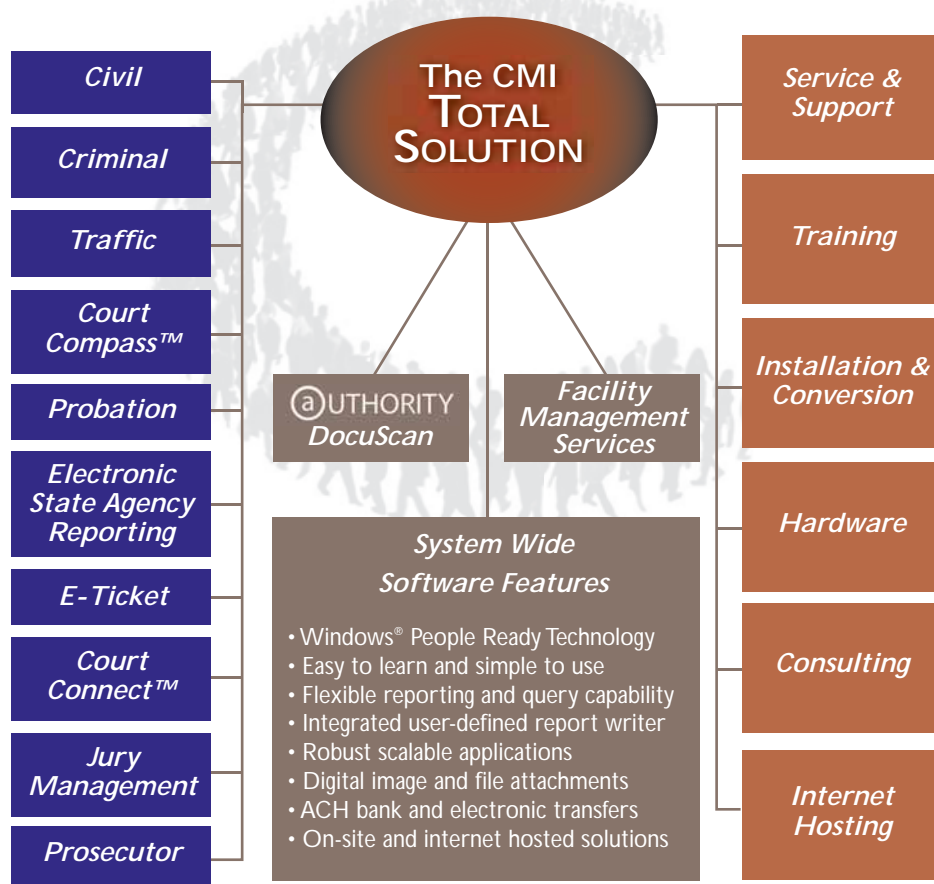 The CMI
TOTAL
SOLUTION
Civil
Criminal
Traffic
Court
Compass™
Probation
Electronic
State Agency
Reporting
E-Ticket
Court
Connect™
Jury
Management
Prosecutor
aUTHORITY
DocuScan
Facility
Management
Services
System Wide
Software Features
• Windows® People Ready Technology
• Easy to learn and simple to use
• Flexible reporting and query capability
• Integrated user-defined report writer
• Robust scalable applications
• Digital image and file attachments
• ACH bank and electronic transfers
• On-site and internet hosted solutions
Service &
Support
Training
Installation &
Conversion
Hardware
Consulting
Internet
Hosting